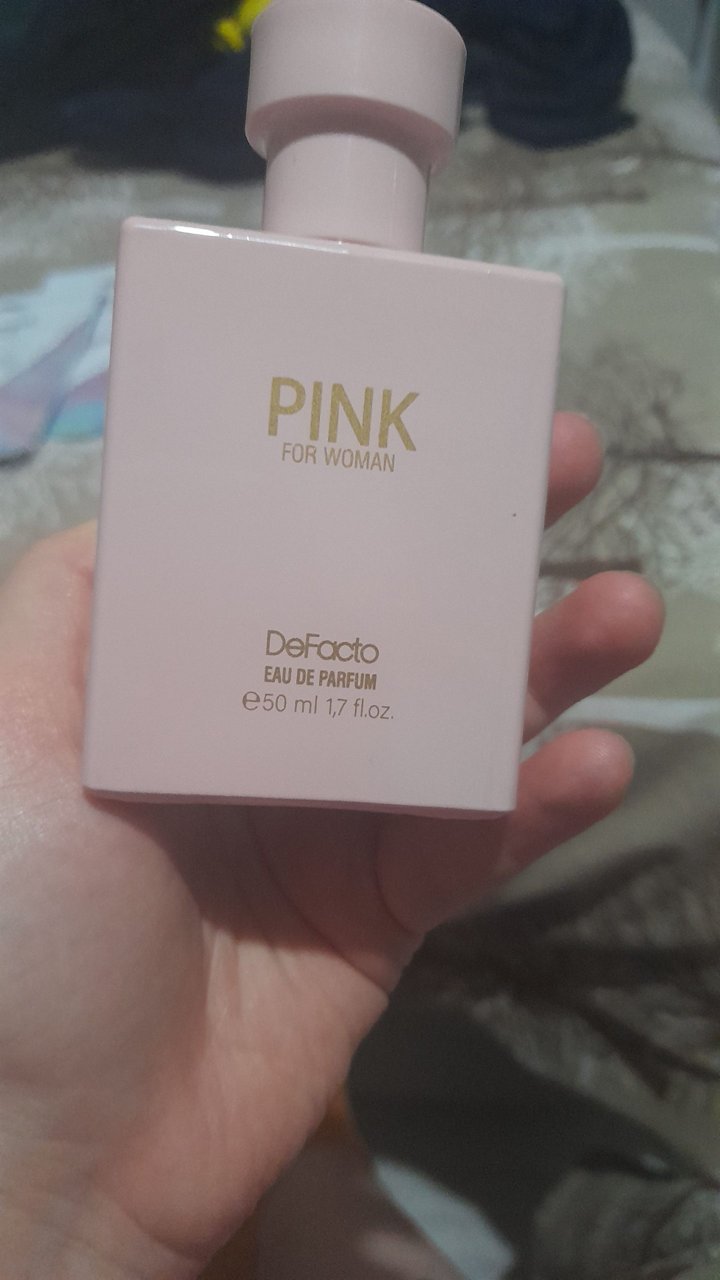 PINK
FOR WOMAN
DeFacto
EAU DE PARFUM
℮50 ml 1,7 fl.oz.